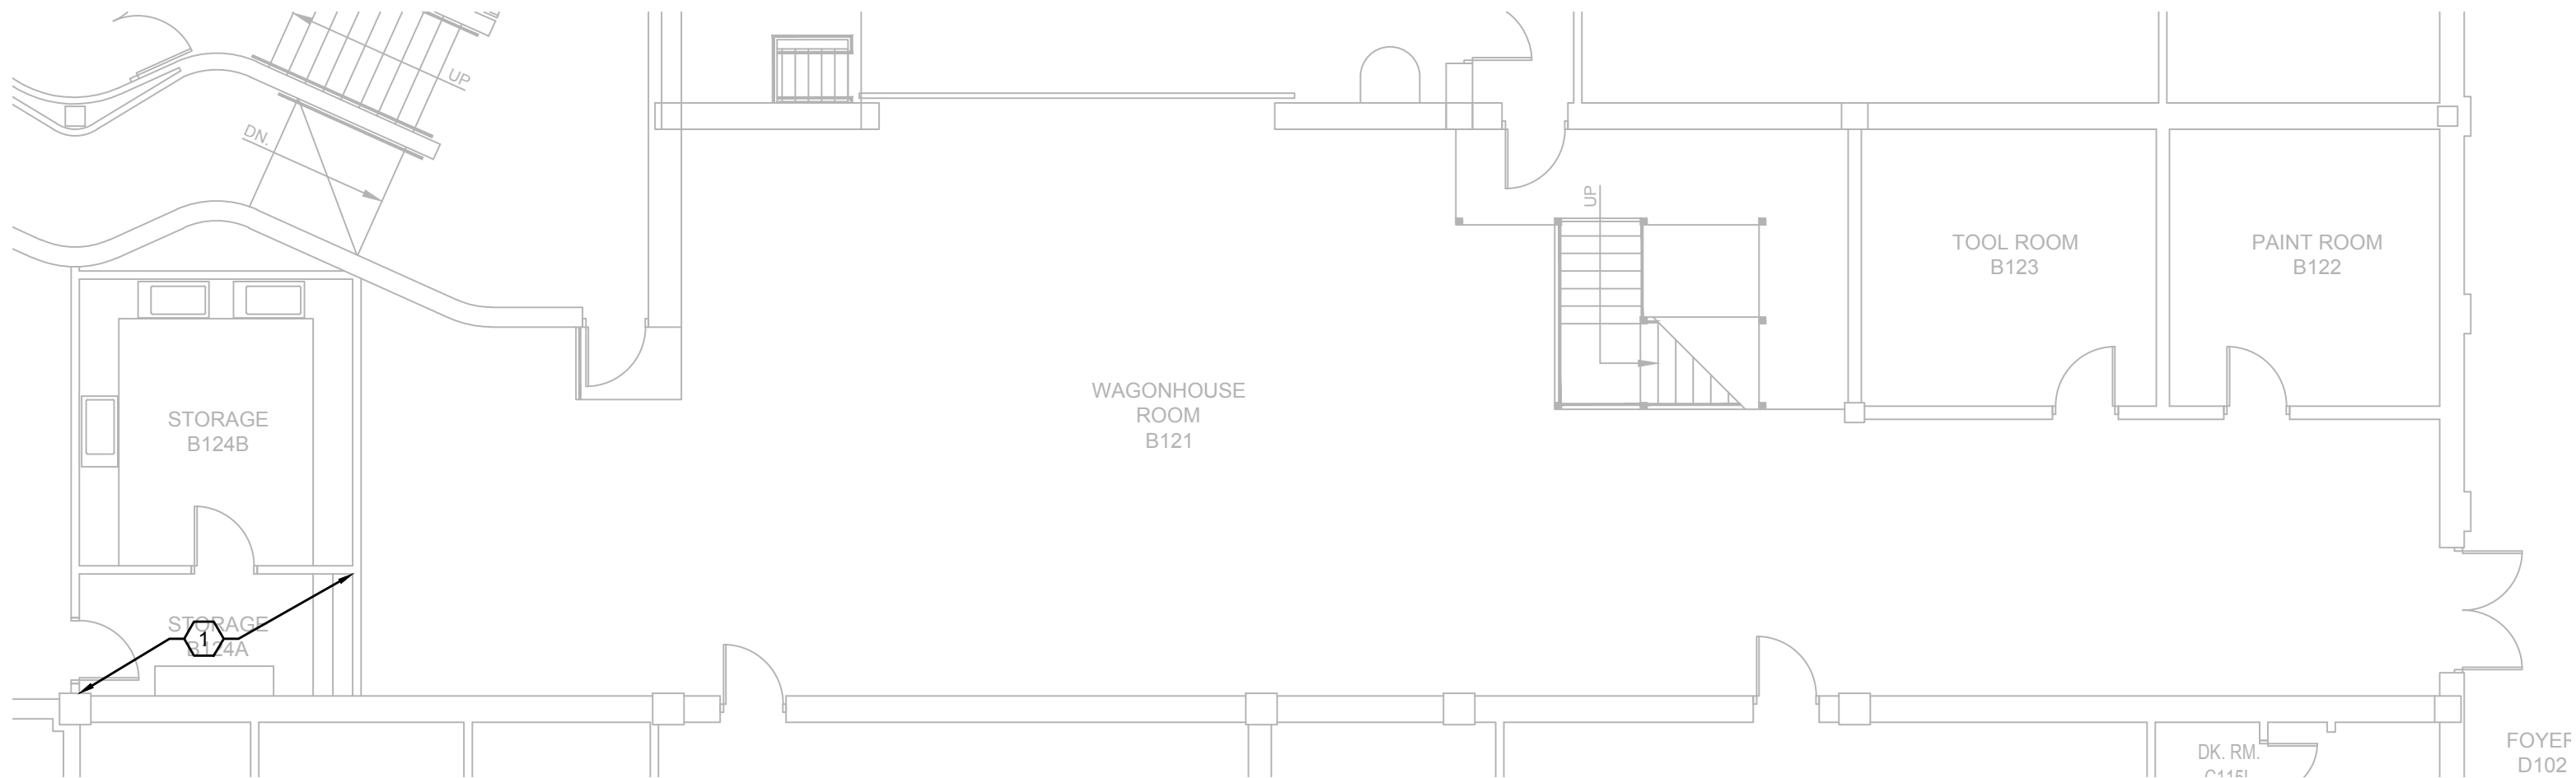 UP
DN.
UP
TOOL ROOM
B123
PAINT ROOM
B122
WAGONHOUSE
ROOM
B121
STORAGE
B124B
STORAGE
B124A
1
FOYER
D102
DK. RM.